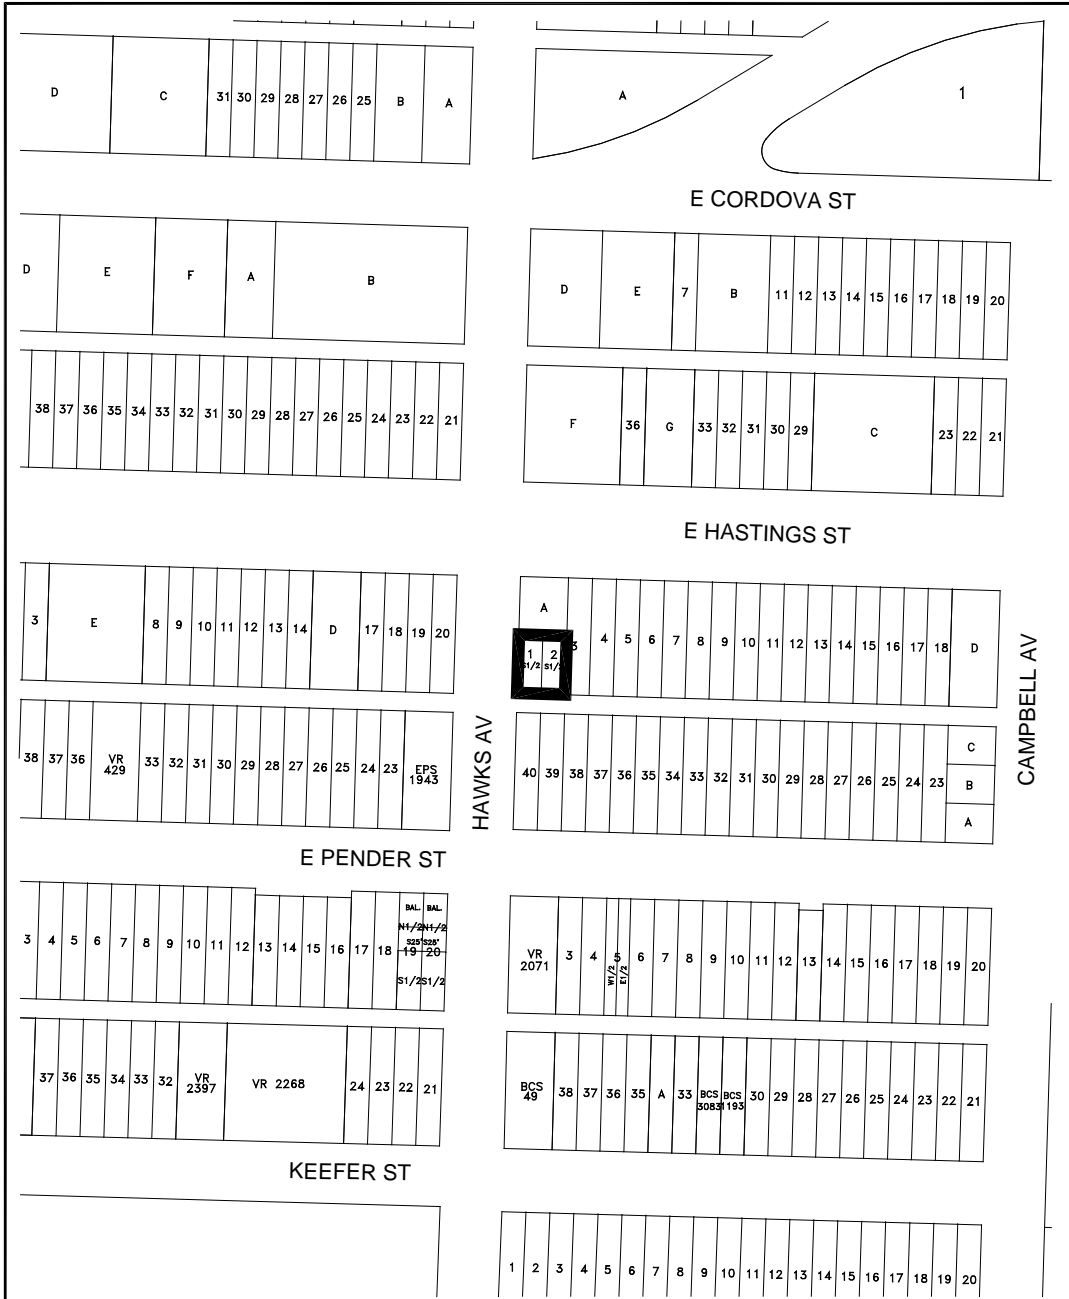 D C 31 30 29 28 27 26 25 B A
A
1
E CORDOVA ST
D E F A B
D E 7 B 11 12 13 14 15 16 17 18 19 20
38 37 36 35 34 33 32 31 30 29 28 27 26 25 24 23 22 21
F 36 G 33 32 31 30 29 C 23 22 21
E HASTINGS ST
3 E 8 9 10 11 12 13 14 D 17 18 19 20
A
3 4 5 6 7 8 9 10 11 12 13 14 15 16 17 18 D
1 2
S1/2 S1/2
CAMPBELL AV
HAWKS AV
38 37 36 VR 429 33 32 31 30 29 28 27 26 25 24 23 EPS 1943
40 39 38 37 36 35 34 33 32 31 30 29 28 27 26 25 24 23
C
B
A
E PENDER ST
3 4 5 6 7 8 9 10 11 12 13 14 15 16 17 18
BAL. BAL.
N1/2 N1/2
S25' S25'
19 20
S1/2 S1/2
VR 2071 3 4 W1/2 5 E1/2 6 7 8 9 10 11 12 13 14 15 16 17 18 19 20
37 36 35 34 33 32 VR 2397 VR 2268 24 23 22 21
BCS 49 38 37 36 35 A 33 BCS 3083 BCS 1193 30 29 28 27 26 25 24 23 22 21
KEEFER ST
1 2 3 4 5 6 7 8 9 10 11 12 13 14 15 16 17 18 19 20